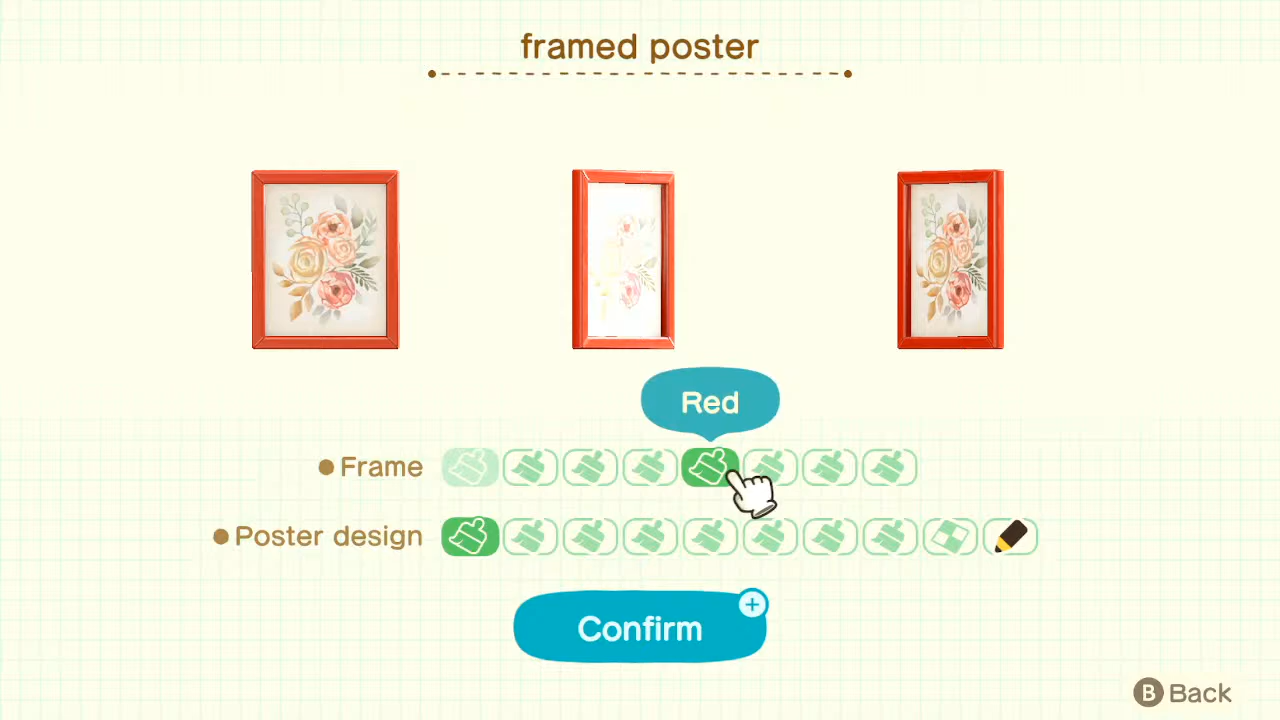 framed poster
Red
Frame
Poster design
Confirm
B Back